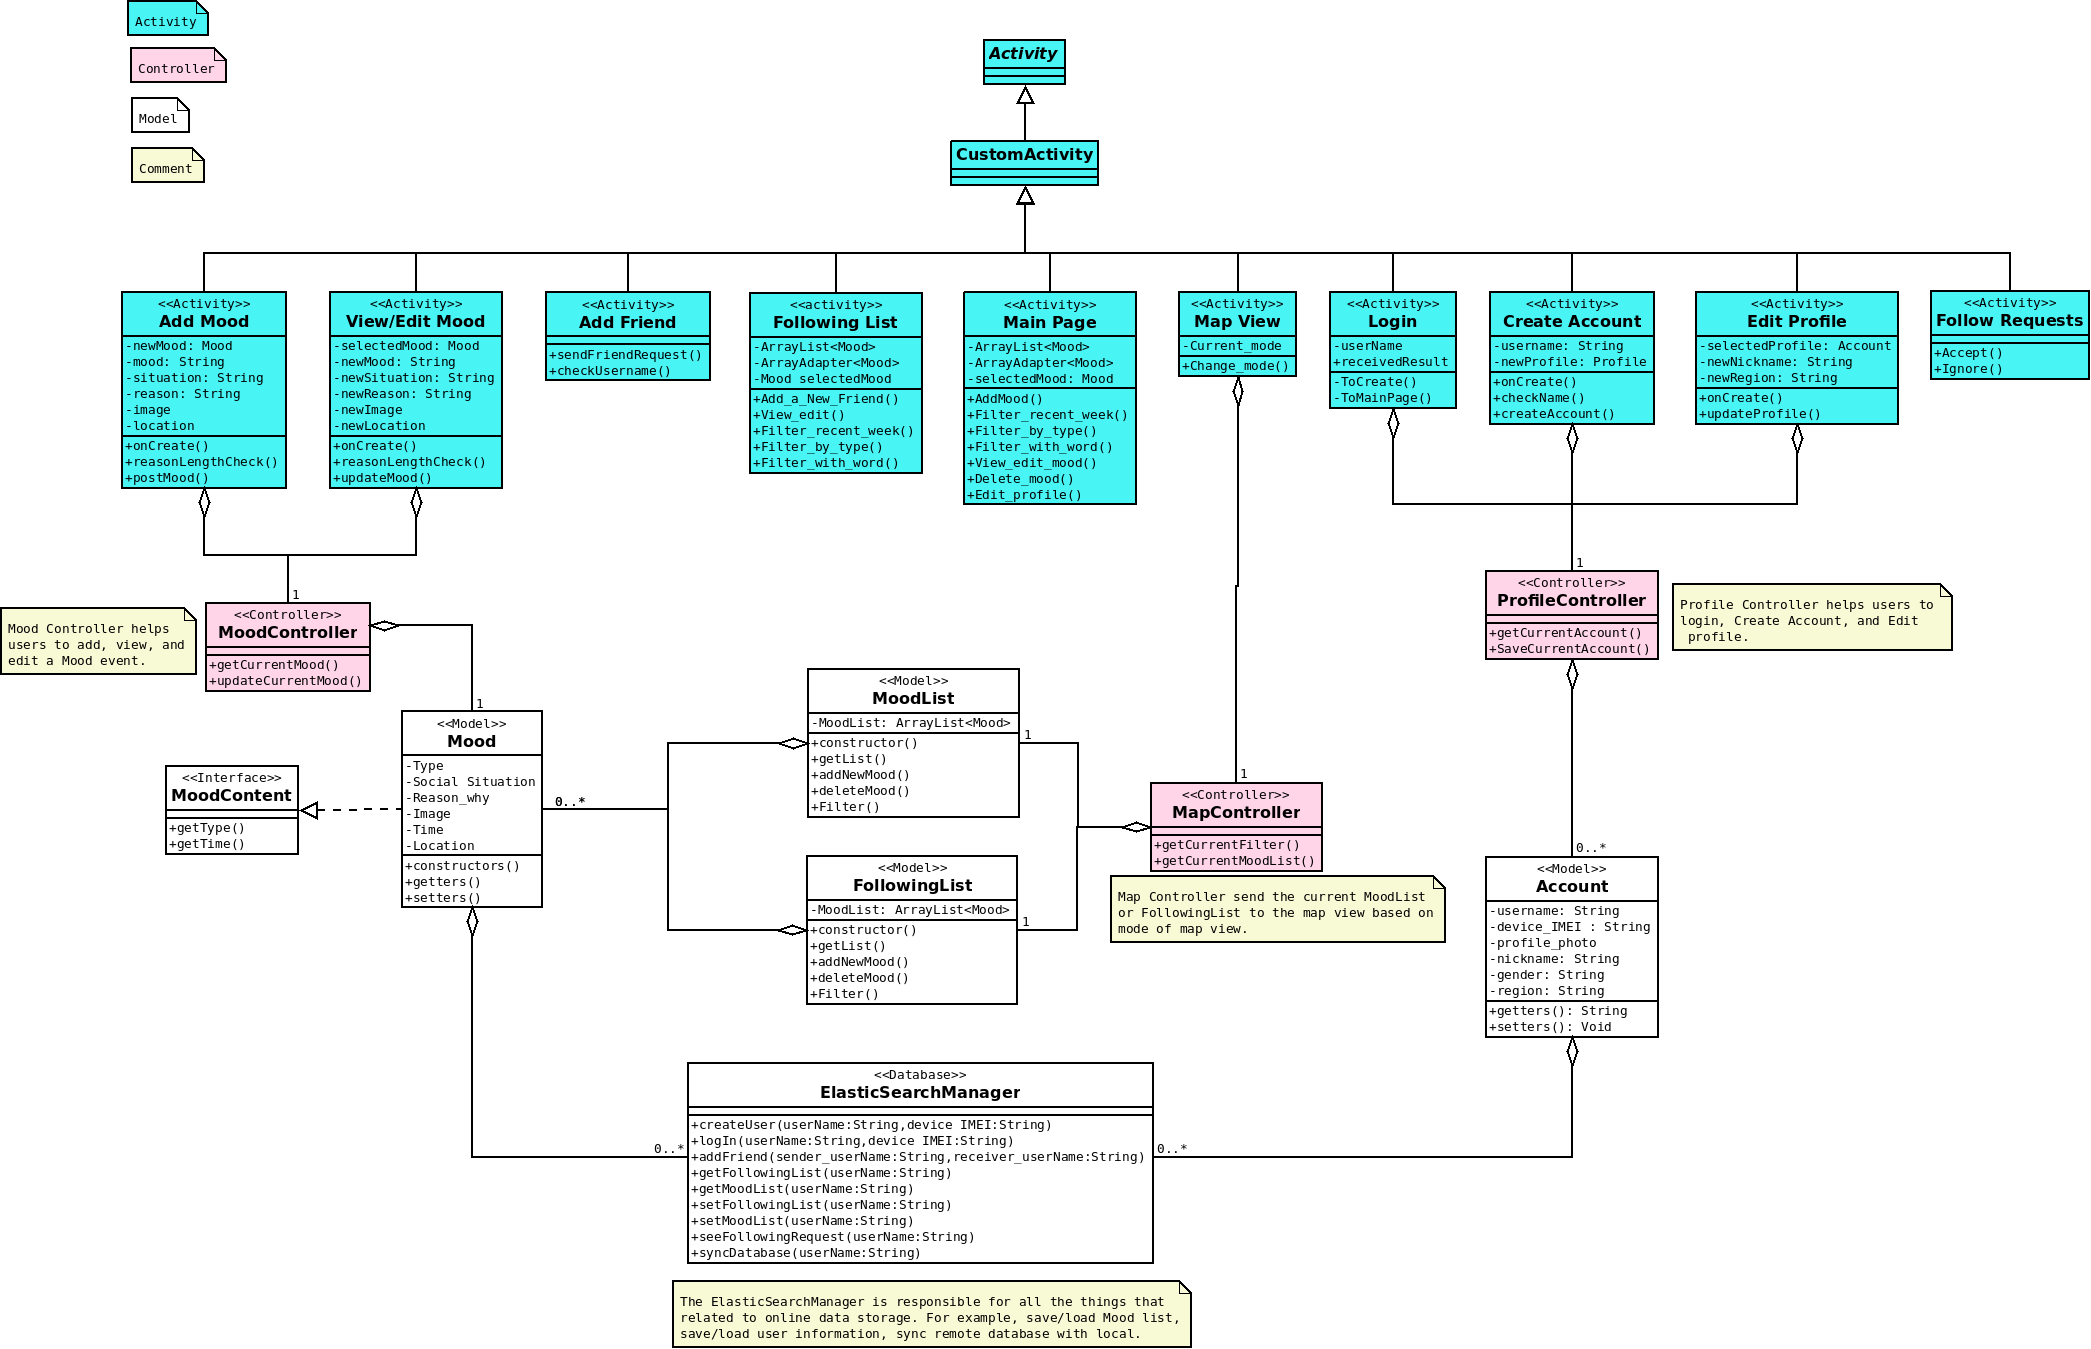 Activity
Controller
Model
Comment
Activity
CustomActivity
<<Activity>>
Add Mood
-newMood: Mood
-mood: String
-situation: String
-reason: String
-image
-location
+onCreate()
+reasonLengthCheck()
+postMood()
<<Activity>>
View/Edit Mood
-selectedMood: Mood
-newMood: String
-newSituation: String
-newReason: String
-newImage
-newLocation
+onCreate()
+reasonLengthCheck()
+updateMood()
<<Activity>>
Add Friend
+sendFriendRequest()
+checkUsername()
<<activity>>
Following List
-ArrayList<Mood>
-ArrayAdapter<Mood>
-Mood selectedMood
+Add_a_New_Friend()
+View_edit()
+Filter_recent_week()
+Filter_by_type()
+Filter_with_word()
<<Activity>>
Main Page
-ArrayList<Mood>
-ArrayAdapter<Mood>
-selectedMood: Mood
+AddMood()
+Filter_recent_week()
+Filter_by_type()
+Filter_with_word()
+View_edit_mood()
+Delete_mood()
+Edit_profile()
<<Activity>>
Map View
-Current_mode
+Change_mode()
<<Activity>>
Login
-userName
+receivedResult
-ToCreate()
-ToMainPage()
<<Activity>>
Create Account
-username: String
-newProfile: Profile
+onCreate()
+checkName()
+createAccount()
<<Activity>>
Edit Profile
-selectedProfile: Account
-newNickname: String
-newRegion: String
+onCreate()
+updateProfile()
<<Activity>>
Follow Requests
+Accept()
+Ignore()
1
Mood Controller helps
users to add, view, and
edit a Mood event.
<<Controller>>
MoodController
+getCurrentMood()
+updateCurrentMood()
1
1
<<Controller>>
ProfileController
+getCurrentAccount()
+SaveCurrentAccount()
Profile Controller helps users to
login, Create Account, and Edit
profile.
<<Interface>>
MoodContent
+getType()
+getTime()
<<Model>>
Mood
-Type
-Social Situation
-Reason_why
-Image
-Time
-Location
+constructors()
+getters()
+setters()
0..*
<<Model>>
MoodList
-MoodList: ArrayList<Mood>
+constructor()
+getList()
+addNewMood()
+deleteMood()
+Filter()
1
<<Model>>
FollowingList
-MoodList: ArrayList<Mood>
+constructor()
+getList()
+addNewMood()
+deleteMood()
+Filter()
1
1
<<Controller>>
MapController
+getCurrentFilter()
+getCurrentMoodList()
Map Controller send the current MoodList
or FollowingList to the map view based on
mode of map view.
0..*
<<Model>>
Account
-username: String
-device_IMEI : String
-profile_photo
-nickname: String
-gender: String
-region: String
+getters(): String
+setters(): Void
0..*
0..*
<<Database>>
ElasticSearchManager
+createUser(userName:String,device IMEI:String)
+logIn(userName:String,device IMEI:String)
+addFriend(sender_userName:String,receiver_userName:String)
+getFollowingList(userName:String)
+getMoodList(userName:String)
+setFollowingList(userName:String)
+setMoodList(userName:String)
+seeFollowingRequest(userName:String)
+syncDatabase(userName:String)
The ElasticSearchManager is responsible for all the things that
related to online data storage. For example, save/load Mood list,
save/load user information, sync remote database with local.